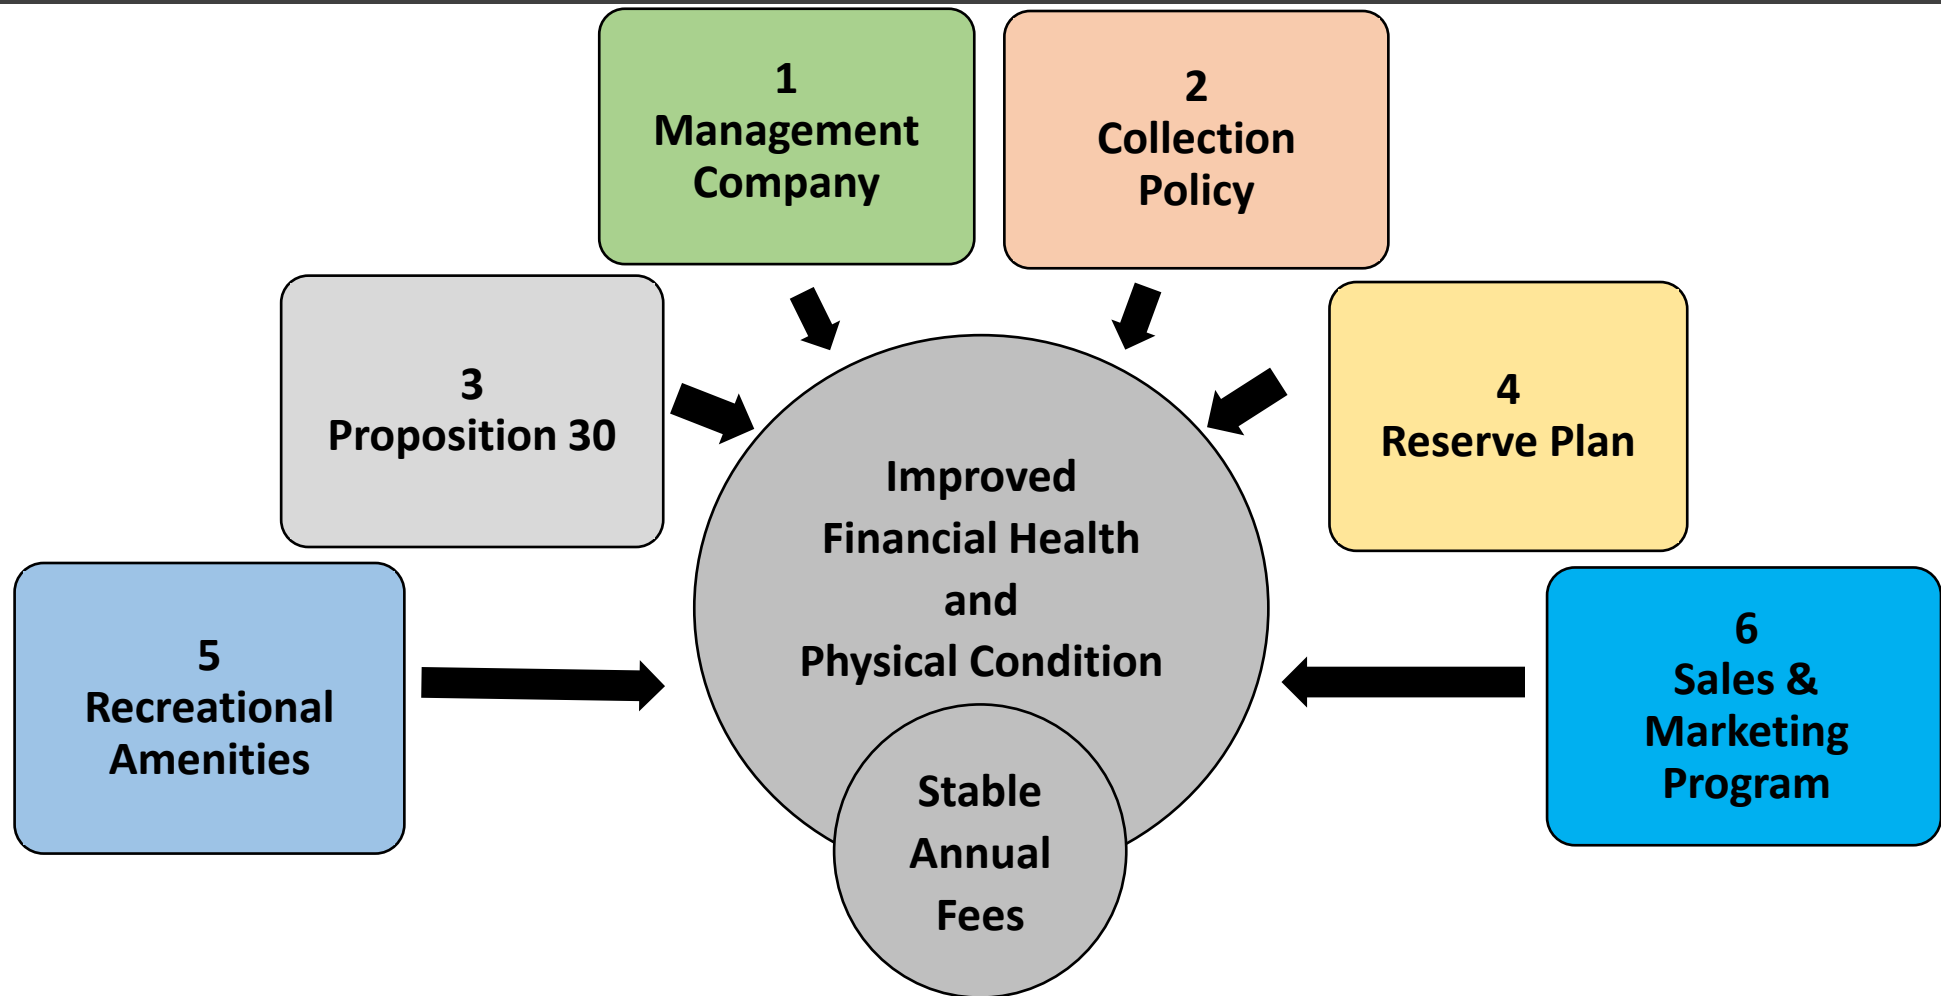 1
Management
Company
2
Collection
Policy
3
Proposition 30
4
Reserve Plan
Improved
Financial Health
and
Physical Condition
5
Recreational
Amenities
6
Sales &
Marketing
Program
Stable
Annual
Fees